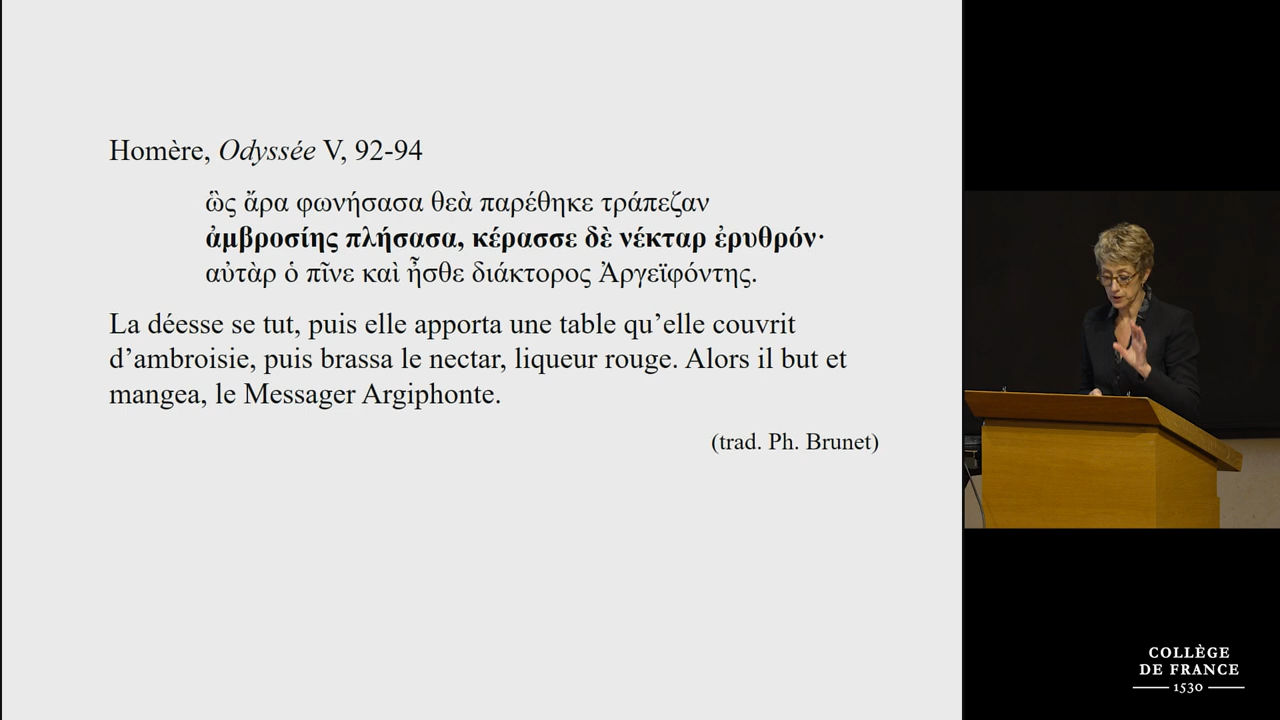 Homère, Odyssée V, 92-94
ὣς ἄρα φωνήσασα θεὰ παρέθηκε τράπεζαν
ἀμβροσίης πλήσασα, κέρασσε δὲ νέκταρ ἐρυθρόν·
αὐτὰρ ὁ πῖνε καὶ ἦσθε διάκτορος Ἀργεϊφόντης.
La déesse se tut, puis elle apporta une table qu’elle couvrit
d’ambroisie, puis brassa le nectar, liqueur rouge. Alors il but et
mangea, le Messager Argiphonte.
(trad. Ph. Brunet)
COLLÈGE
DE FRANCE
1530